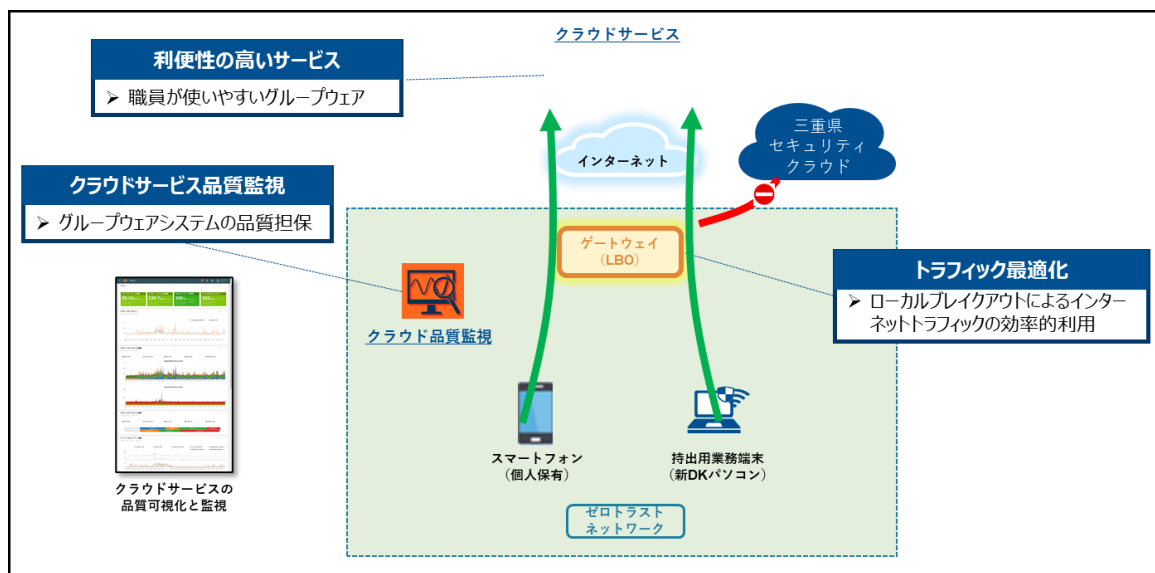 クラウドサービス
利便性の高いサービス
➢ 職員が使いやすいグループウェア
三重県
セキュリティ
クラウド
インターネット
クラウドサービス品質監視
➢ グループウェアシステムの品質担保
ゲートウェイ
（LBO）
トラフィック最適化
➢ ローカルブレイクアウトによるインター
ネットトラフィックの効率的利用
クラウド品質監視
スマートフォン
（個人保有）
持出用業務端末
（新DKパソコン）
クラウドサービスの
品質可視化と監視
ゼロトラスト
ネットワーク